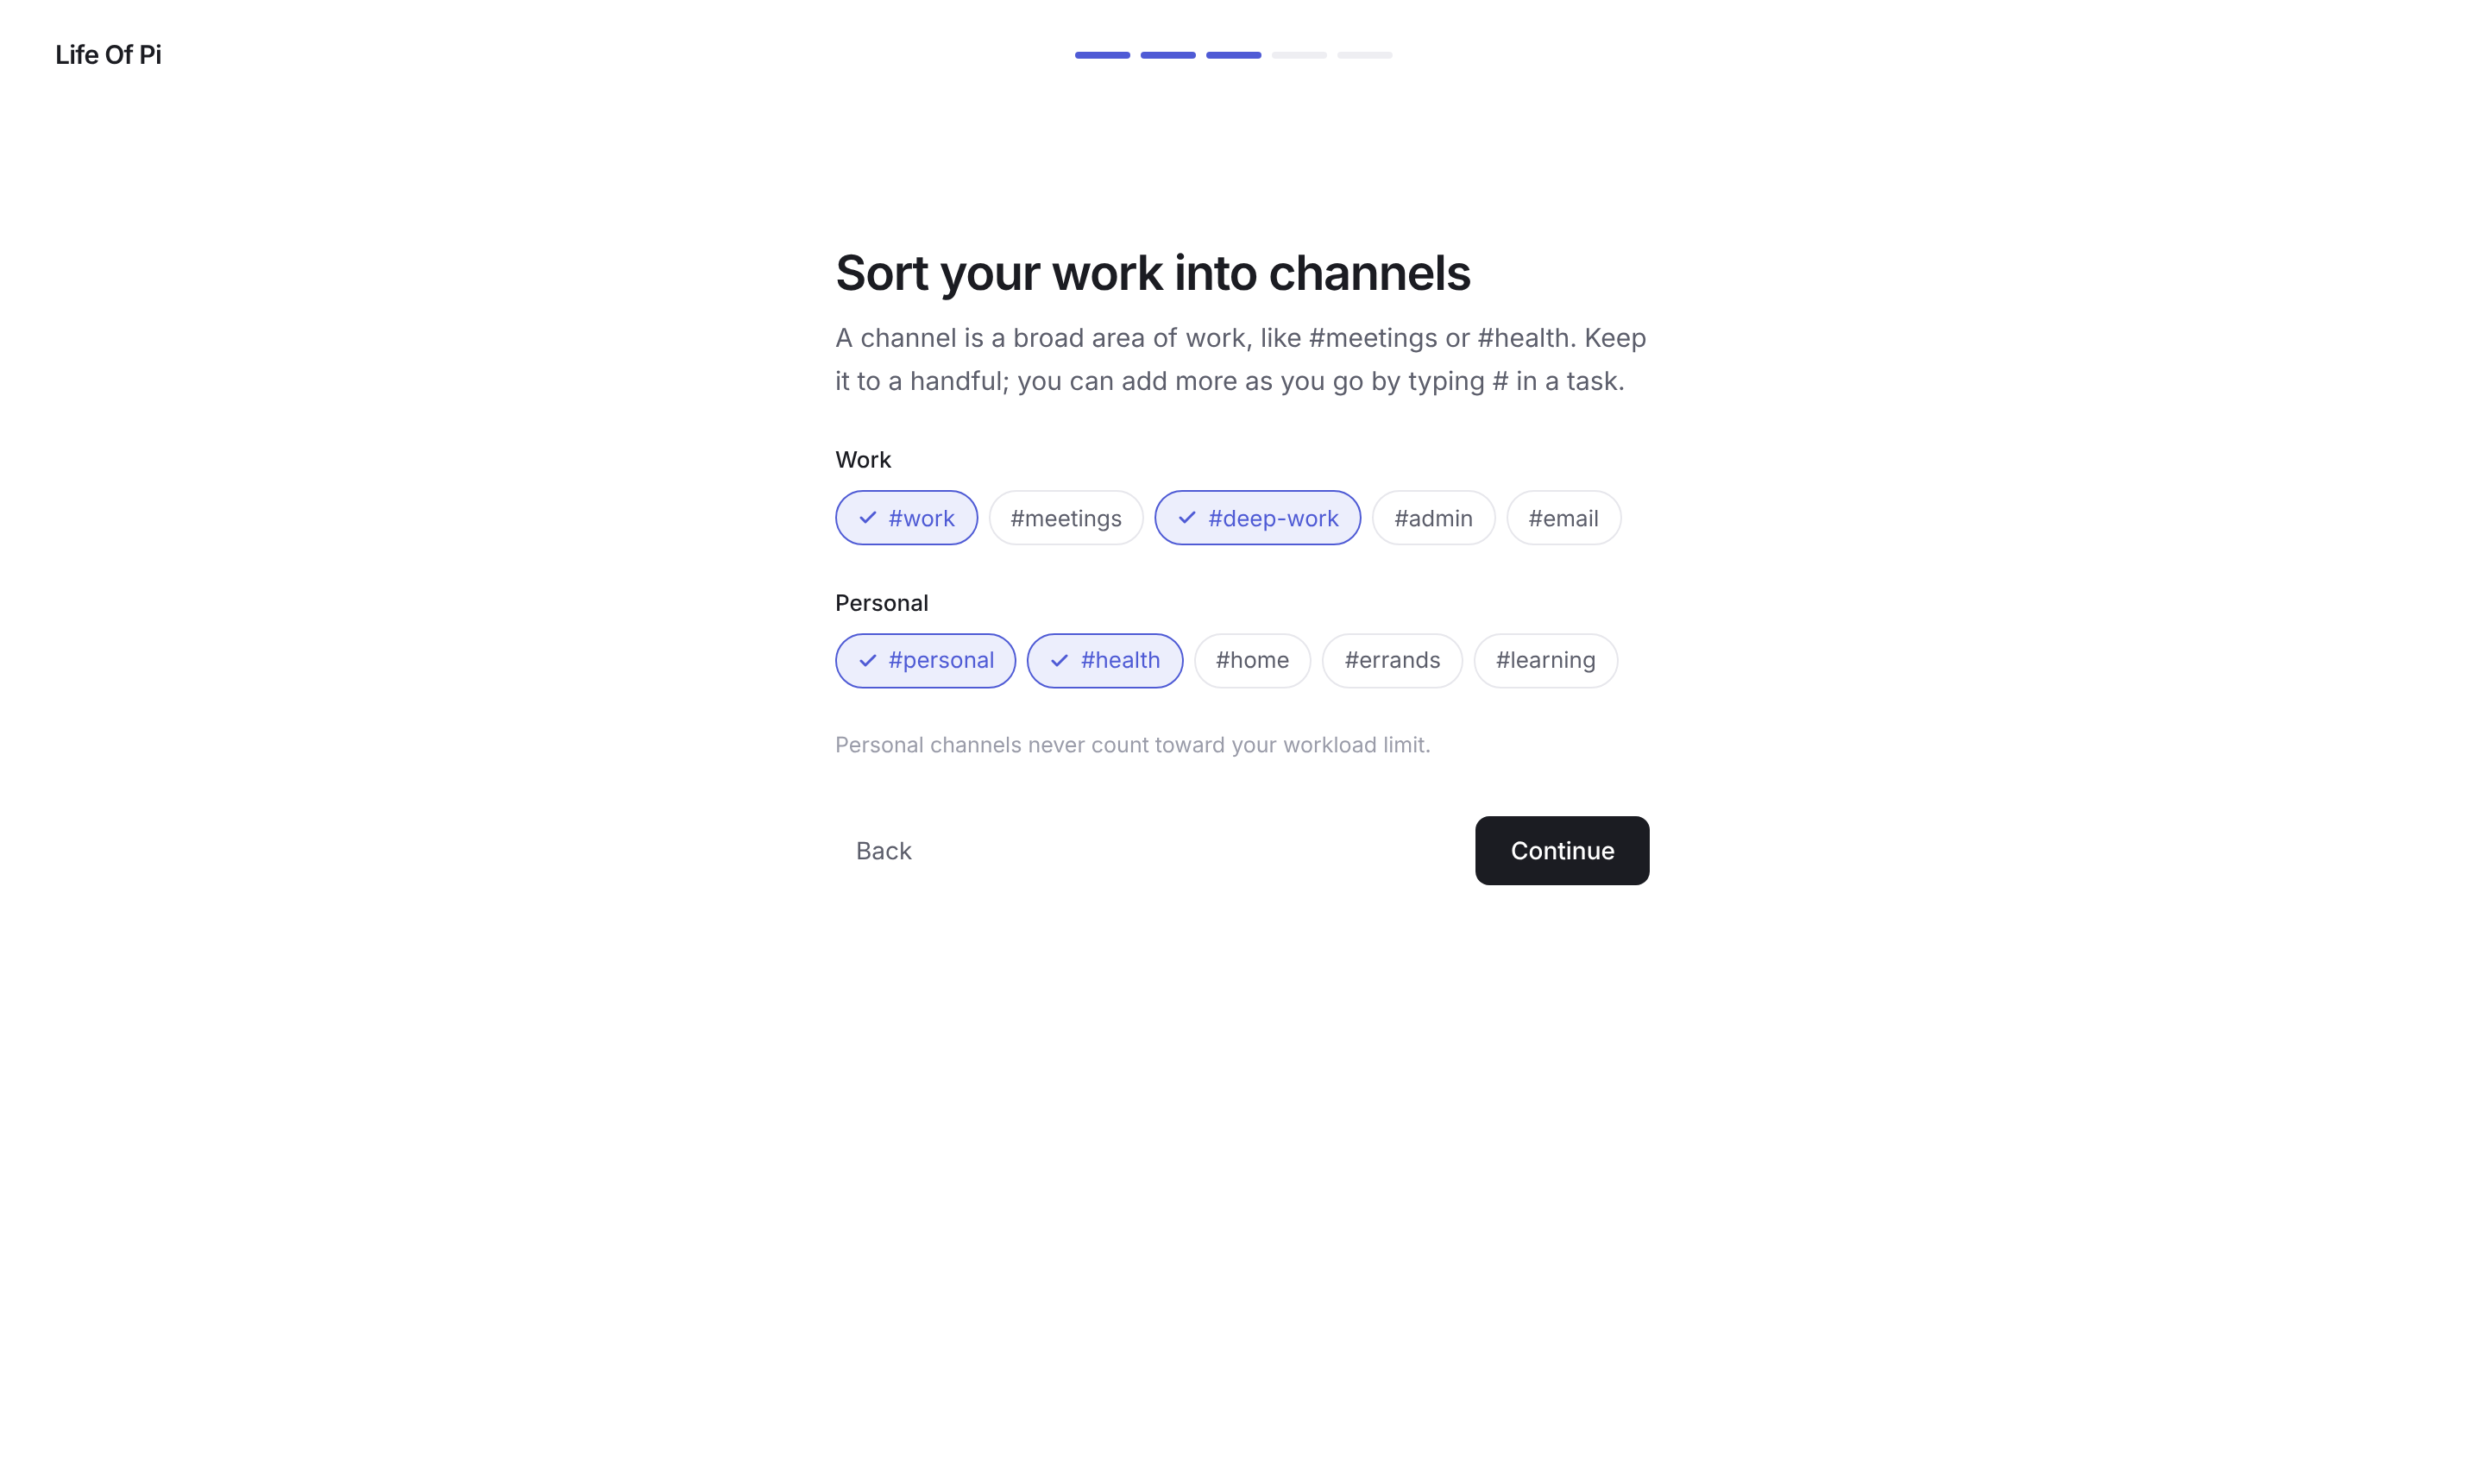 Life Of Pi
Sort your work into channels
A channel is a broad area of work, like #meetings or #health. Keep
it to a handful; you can add more as you go by typing # in a task.
Work
#work #meetings #deep-work #admin #email
Personal
#personal #health #home #errands #learning
Personal channels never count toward your workload limit.
Back Continue